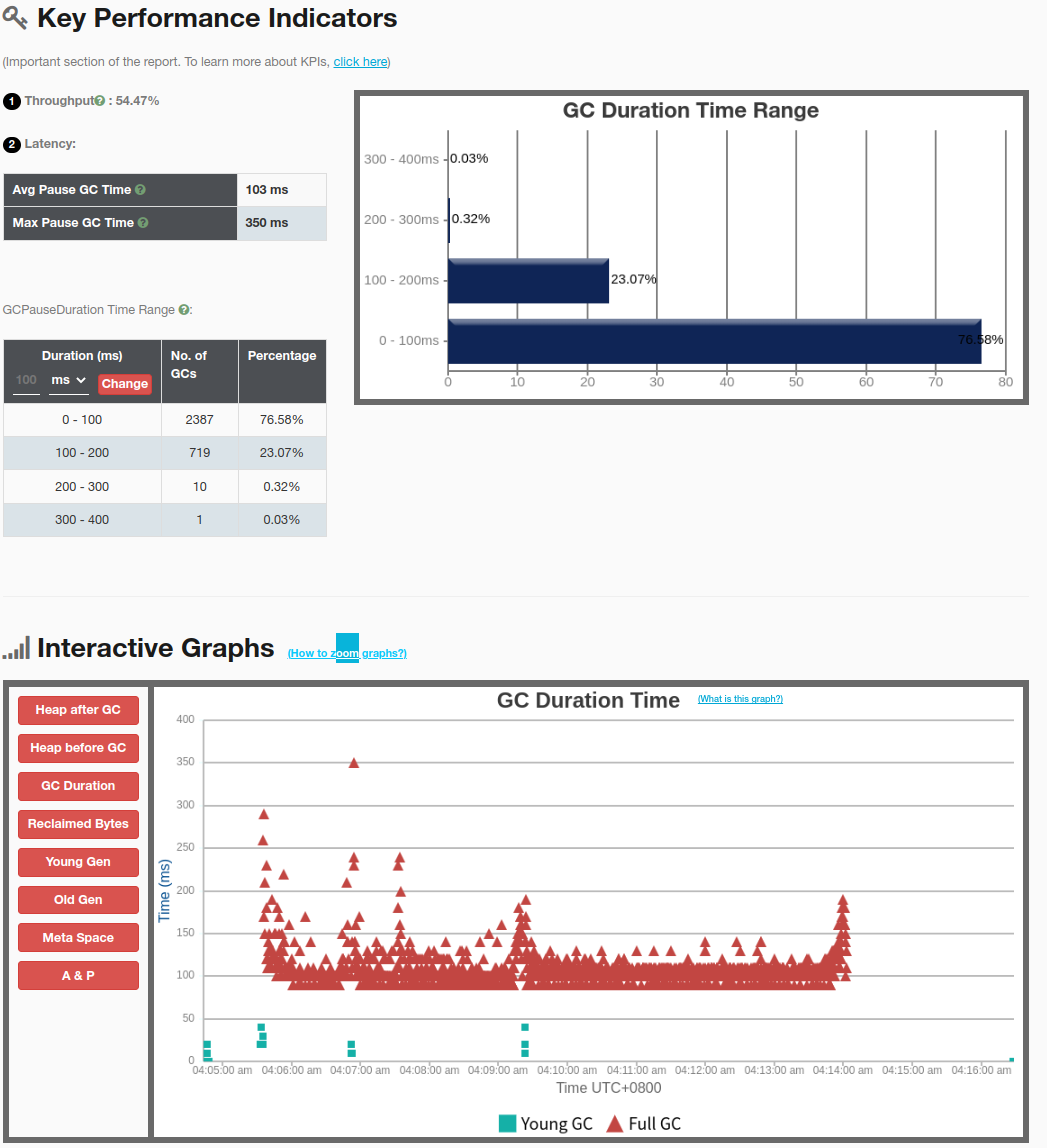 Key Performance Indicators
(Important section of the report. To learn more about KPIs, click here)
1 Throughput? : 54.47%
2 Latency:
Avg Pause GC Time ? 103 ms
Max Pause GC Time ? 350 ms
GCPauseDuration Time Range ?:
Duration (ms) No. of GCs Percentage
100 ms Change
0 - 100 2387 76.58%
100 - 200 719 23.07%
200 - 300 10 0.32%
300 - 400 1 0.03%
GC Duration Time Range
300 - 400ms 0.03%
200 - 300ms 0.32%
100 - 200ms 23.07%
0 - 100ms 76.58%
0 10 20 30 40 50 60 70 80
Interactive Graphs (How to zoom graphs?)
Heap after GC
Heap before GC
GC Duration
Reclaimed Bytes
Young Gen
Old Gen
Meta Space
A & P
GC Duration Time (What is this graph?)
Time (ms)
400
350
300
250
200
150
100
50
0
04:05:00 am 04:06:00 am 04:07:00 am 04:08:00 am 04:09:00 am 04:10:00 am 04:11:00 am 04:12:00 am 04:13:00 am 04:14:00 am 04:15:00 am 04:16:00 am
Time UTC+0800
Young GC Full GC